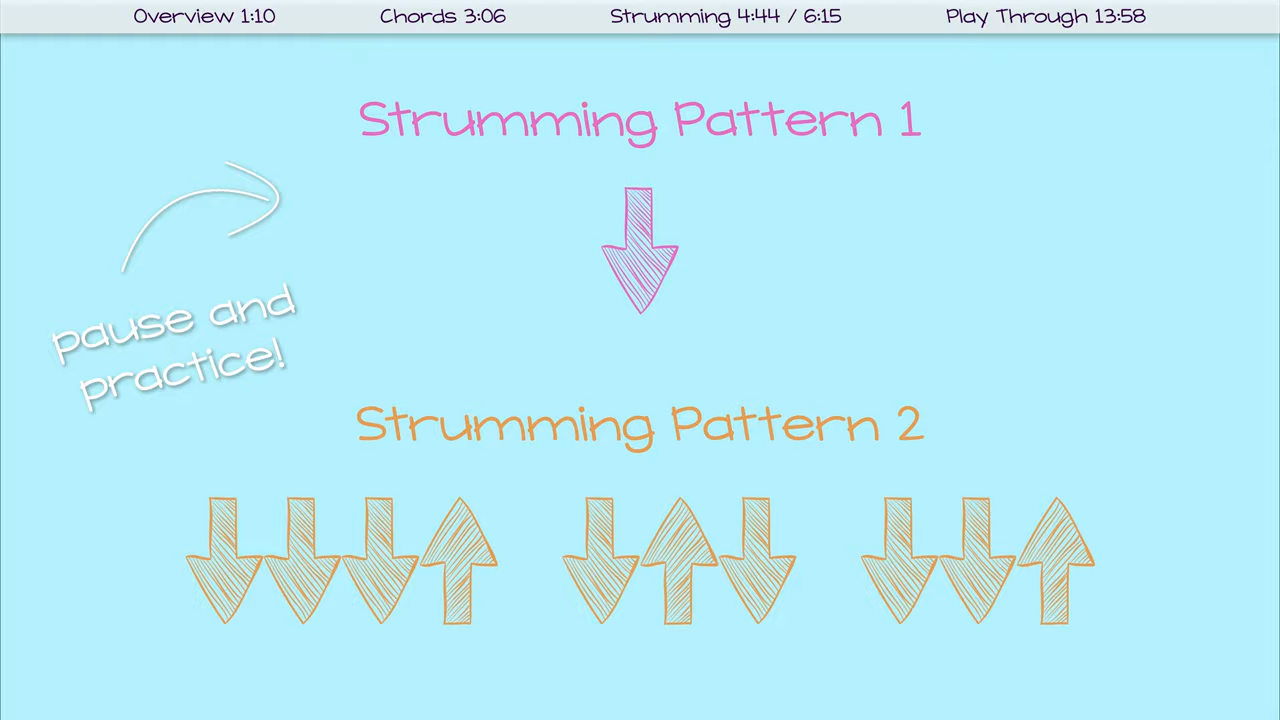 Overview 1:10 Chords 3:06 Strumming 4:44 / 6:15 Play Through 13:58
Strumming Pattern 1
pause and
practice!
Strumming Pattern 2